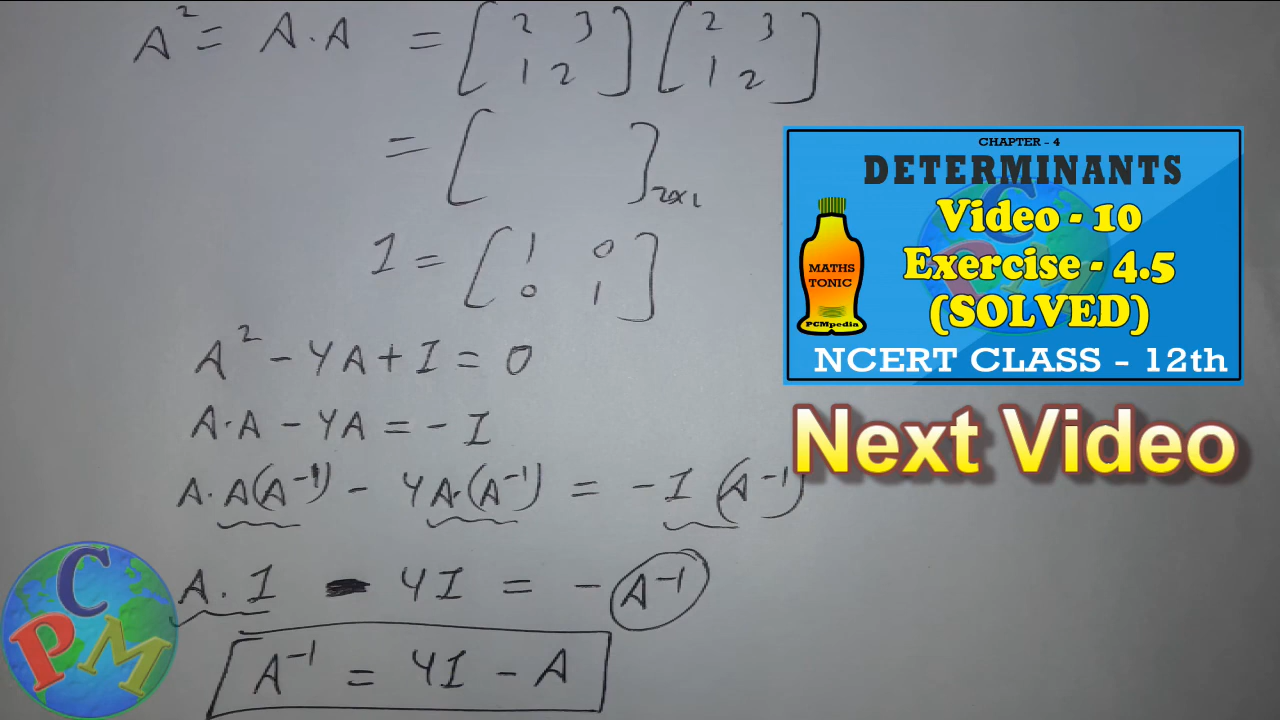 A² = A.A = [2 3 1 2] [2 3 1 2]
= [ ]2x2
I = [1 0 0 1]
A² - 4A + I = 0
A.A - 4A = - I
A.A(A⁻¹) - 4A.(A⁻¹) = - I (A⁻¹)
A.I - 4I = - A⁻¹
A⁻¹ = 4I - A
CHAPTER - 4
DETERMINANTS
Video - 10
Exercise - 4.5
(SOLVED)
NCERT CLASS - 12th
MATHS
TONIC
PCMpedia
Next Video
PCM